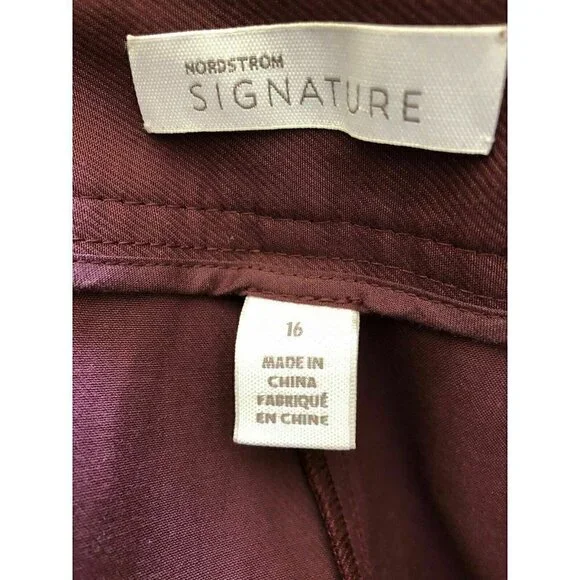 NORDSTROM
SIGNATURE
16
MADE IN
CHINA
FABRIQUÉ
EN CHINE